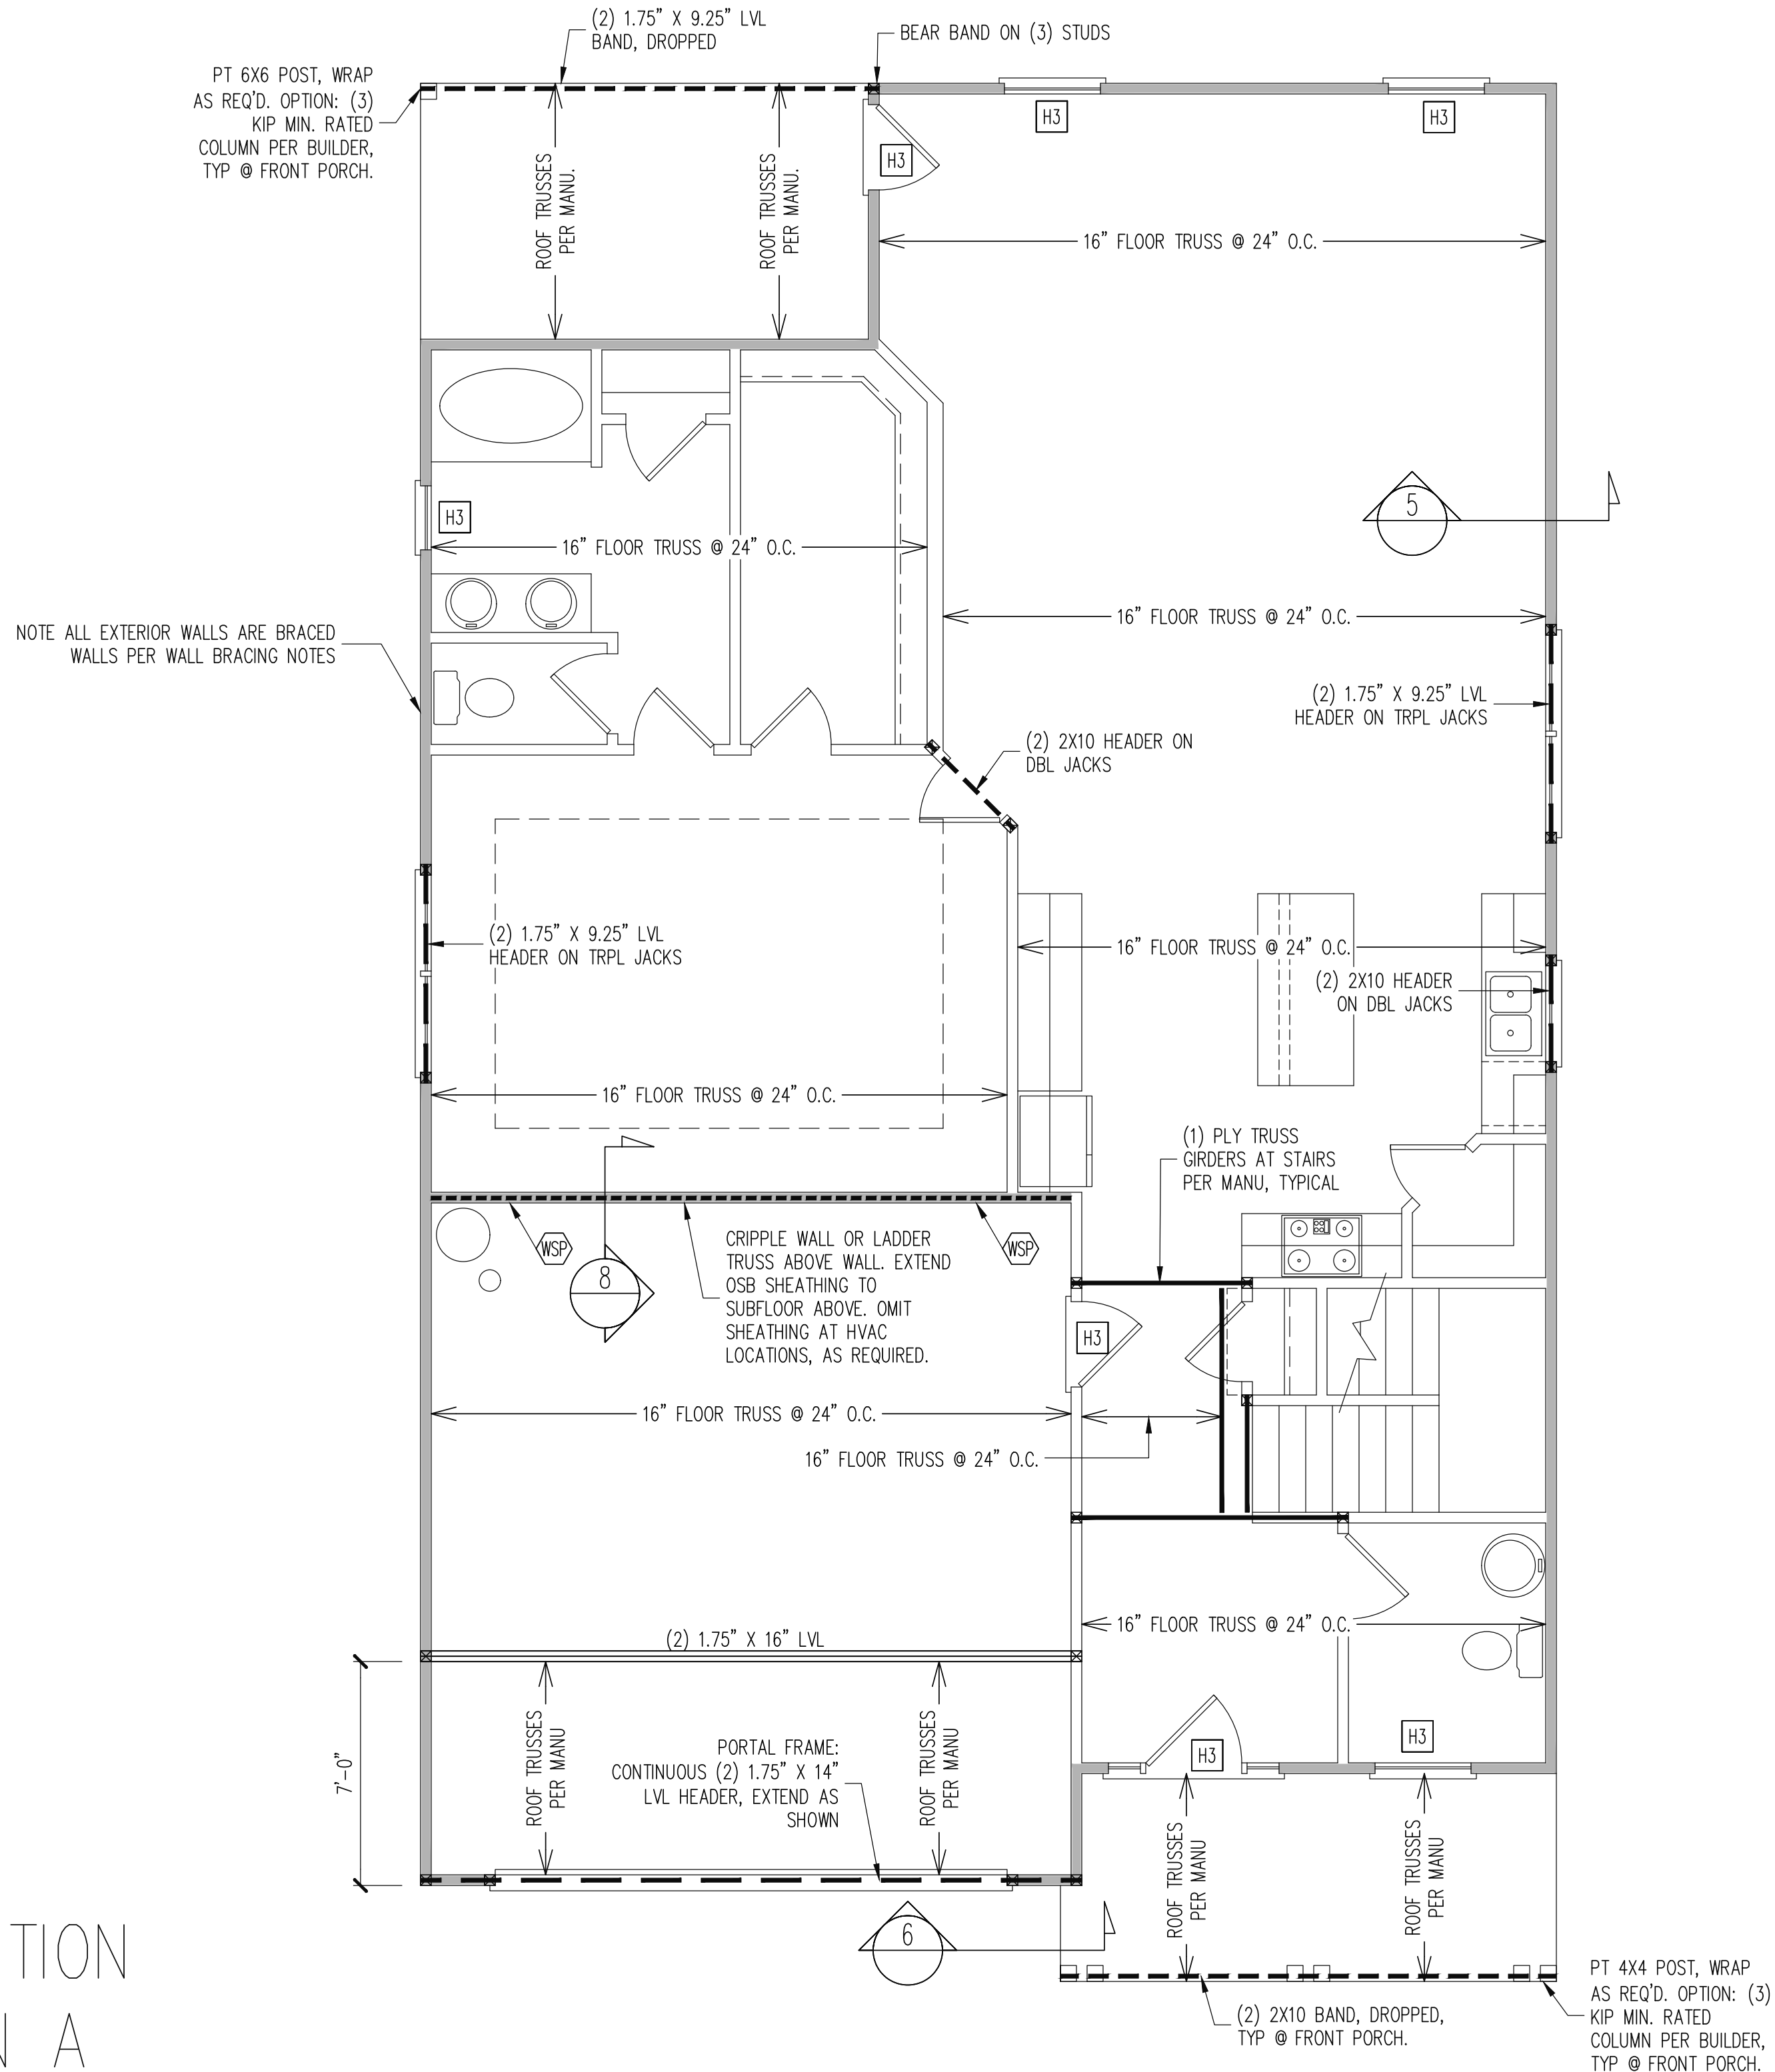 (2) 1.75" X 9.25" LVL
BAND, DROPPED
BEAR BAND ON (3) STUDS
PT 6X6 POST, WRAP
AS REQ'D. OPTION: (3)
KIP MIN. RATED
COLUMN PER BUILDER,
TYP @ FRONT PORCH.
H3
H3
H3
ROOF TRUSSES
PER MANU.
ROOF TRUSSES
PER MANU.
16" FLOOR TRUSS @ 24" O.C.
5
H3
16" FLOOR TRUSS @ 24" O.C.
16" FLOOR TRUSS @ 24" O.C.
NOTE ALL EXTERIOR WALLS ARE BRACED
WALLS PER WALL BRACING NOTES
(2) 1.75" X 9.25" LVL
HEADER ON TRPL JACKS
(2) 2X10 HEADER ON
DBL JACKS
(2) 1.75" X 9.25" LVL
HEADER ON TRPL JACKS
16" FLOOR TRUSS @ 24" O.C.
(2) 2X10 HEADER
ON DBL JACKS
16" FLOOR TRUSS @ 24" O.C.
(1) PLY TRUSS
GIRDERS AT STAIRS
PER MANU, TYPICAL
WSP
WSP
8
CRIPPLE WALL OR LADDER
TRUSS ABOVE WALL. EXTEND
OSB SHEATHING TO
SUBFLOOR ABOVE. OMIT
SHEATHING AT HVAC
LOCATIONS, AS REQUIRED.
H3
16" FLOOR TRUSS @ 24" O.C.
16" FLOOR TRUSS @ 24" O.C.
16" FLOOR TRUSS @ 24" O.C.
(2) 1.75" X 16" LVL
7'-0"
ROOF TRUSSES
PER MANU
PORTAL FRAME:
CONTINUOUS (2) 1.75" X 14"
LVL HEADER, EXTEND AS
SHOWN
ROOF TRUSSES
PER MANU
H3
H3
ROOF TRUSSES
PER MANU
ROOF TRUSSES
PER MANU
6
TION
N A
(2) 2X10 BAND, DROPPED,
TYP @ FRONT PORCH.
PT 4X4 POST, WRAP
AS REQ'D. OPTION: (3)
KIP MIN. RATED
COLUMN PER BUILDER,
TYP @ FRONT PORCH.